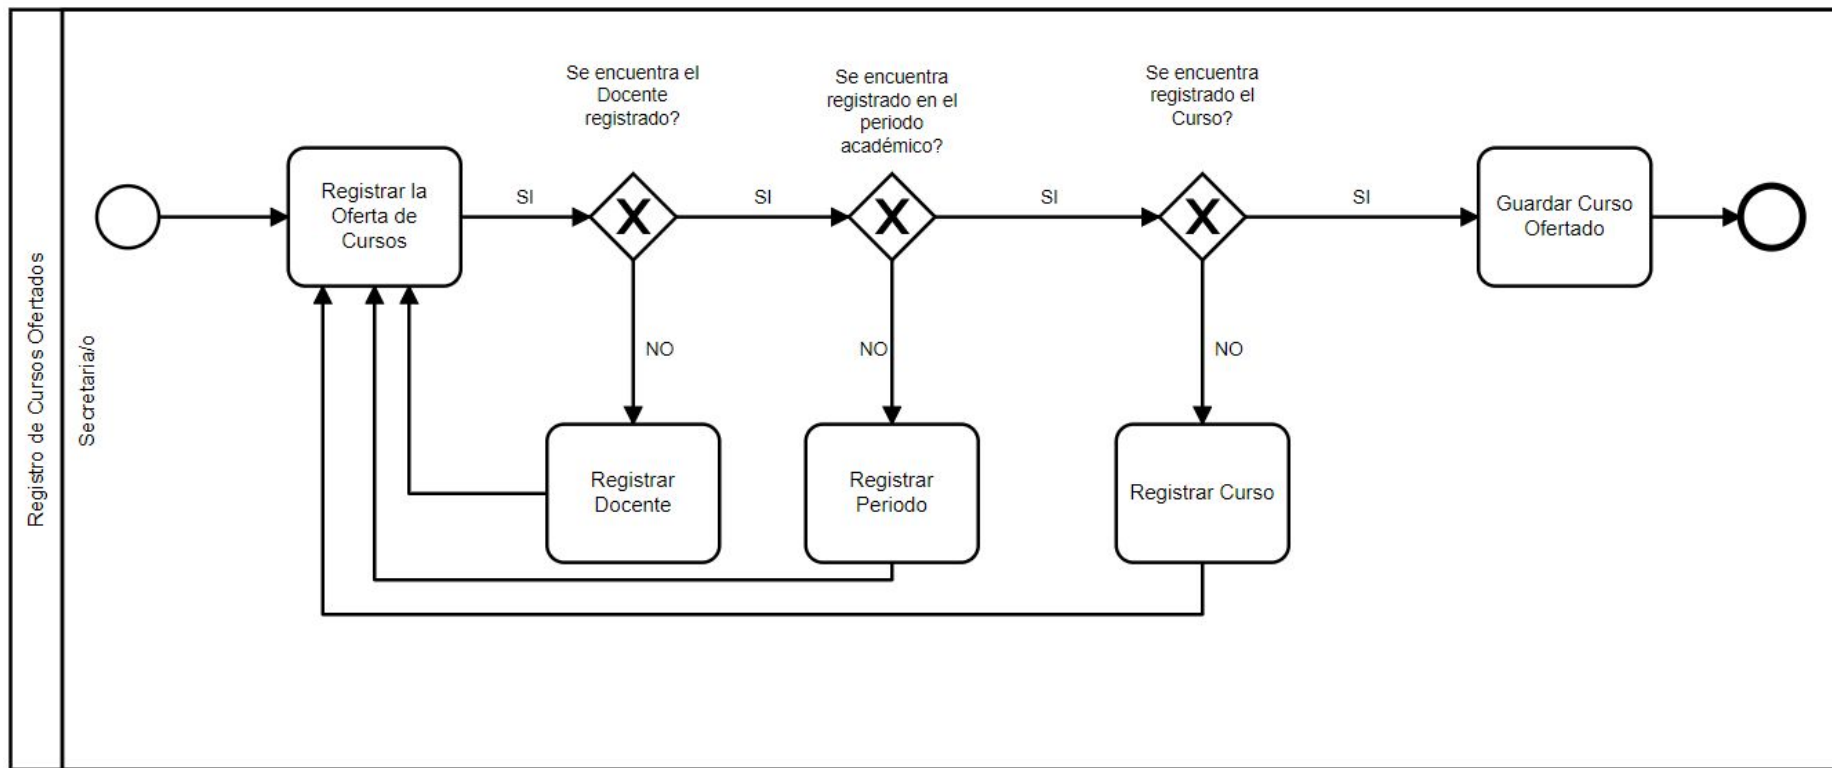 Registro de Cursos Ofertados
Secretaria/o
Registrar la
Oferta de
Cursos
SI
Se encuentra el
Docente
registrado?
SI
Se encuentra
registrado en el
periodo
académico?
SI
Se encuentra
registrado el
Curso?
SI
Guardar Curso
Ofertado
NO
NO
NO
Registrar
Docente
Registrar
Periodo
Registrar Curso